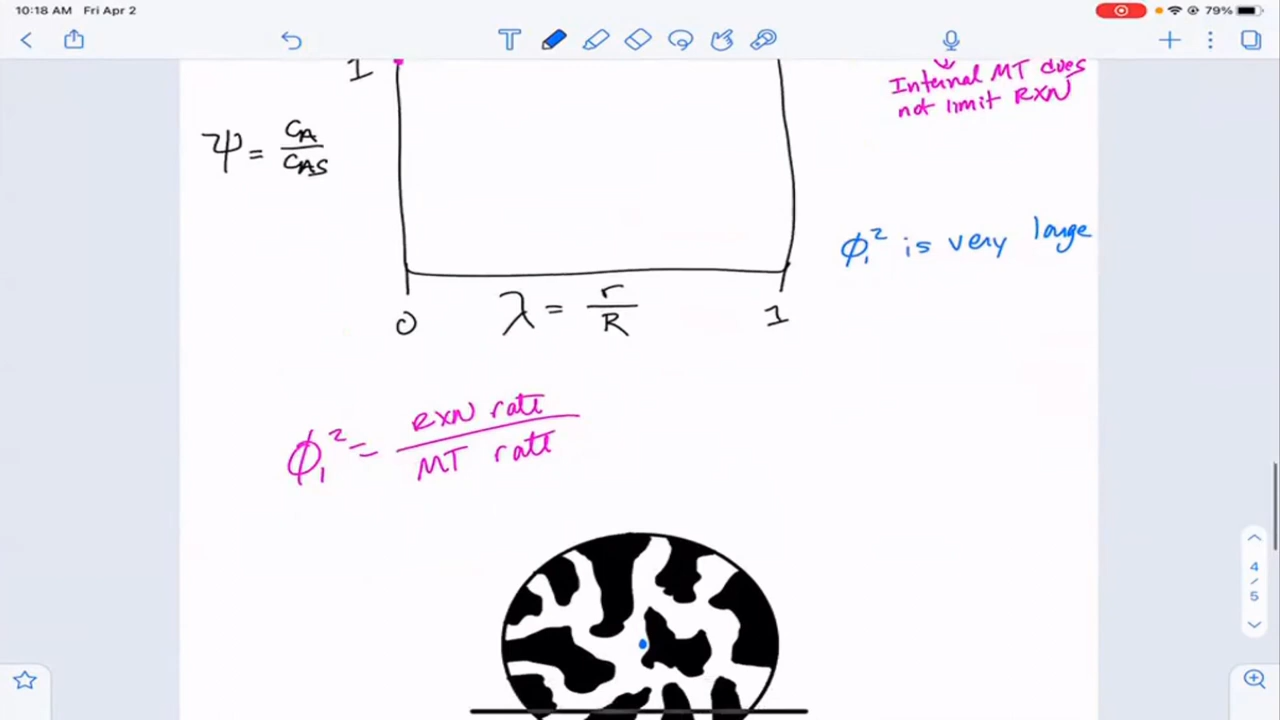 10:18 AM Fri Apr 2
79%
1
Internal MT does
not limit RXN
ψ = CA/CAS
ϕ₁² is very large
0
λ = r/R
1
ϕ₁² = RXN rate / MT rate
4
/
5